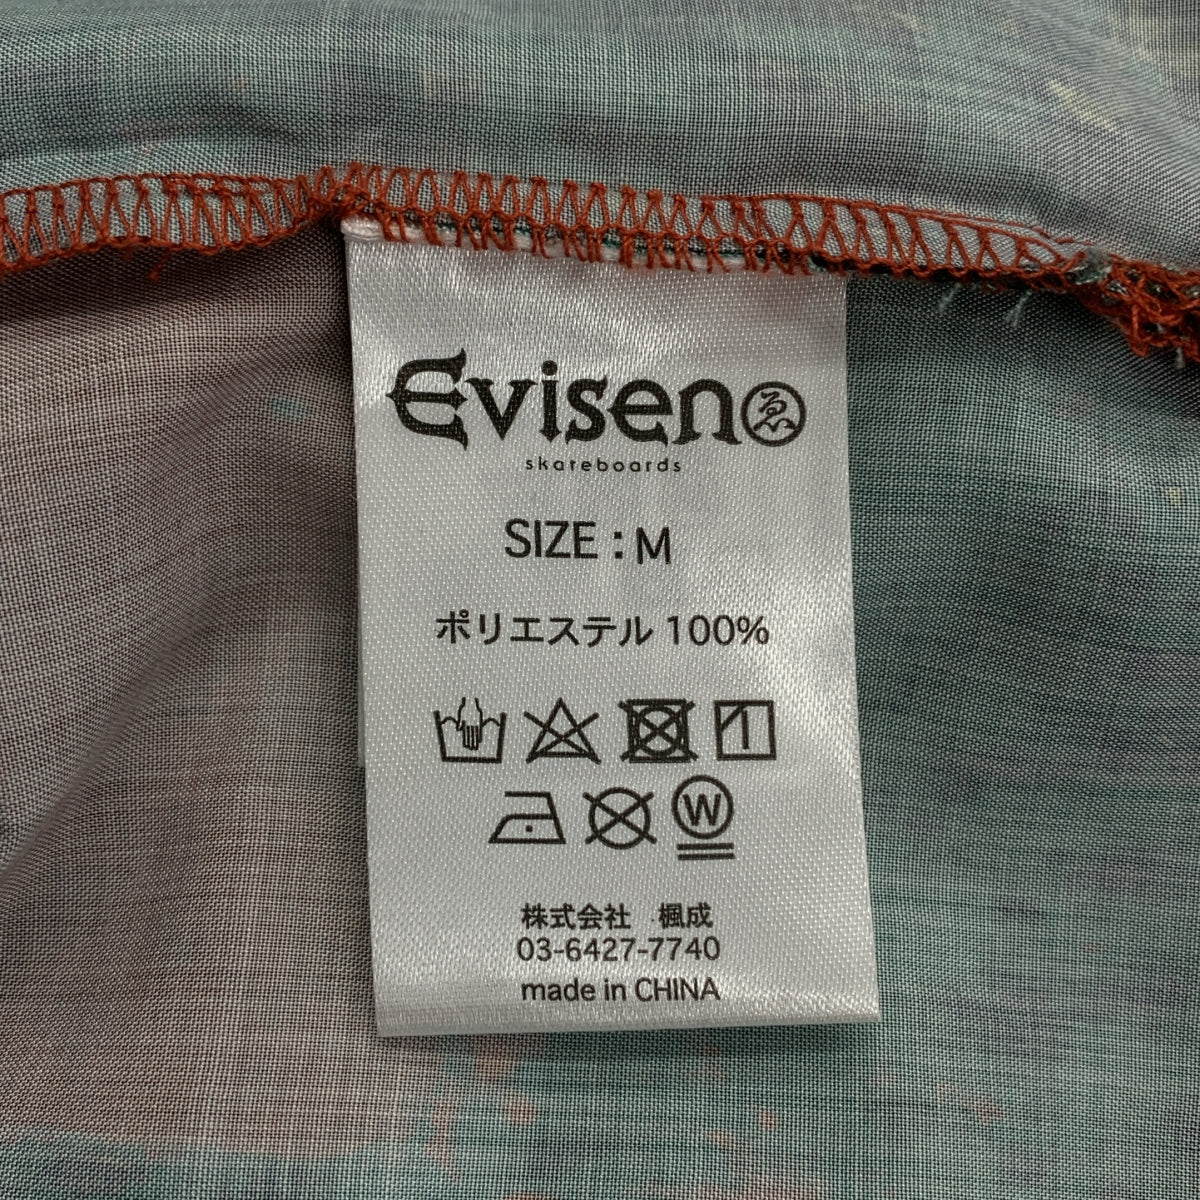 Evisen ゑ
skateboards
SIZE : M
ポリエステル 100%
W
株式会社 楓成
03-6427-7740
made in CHINA